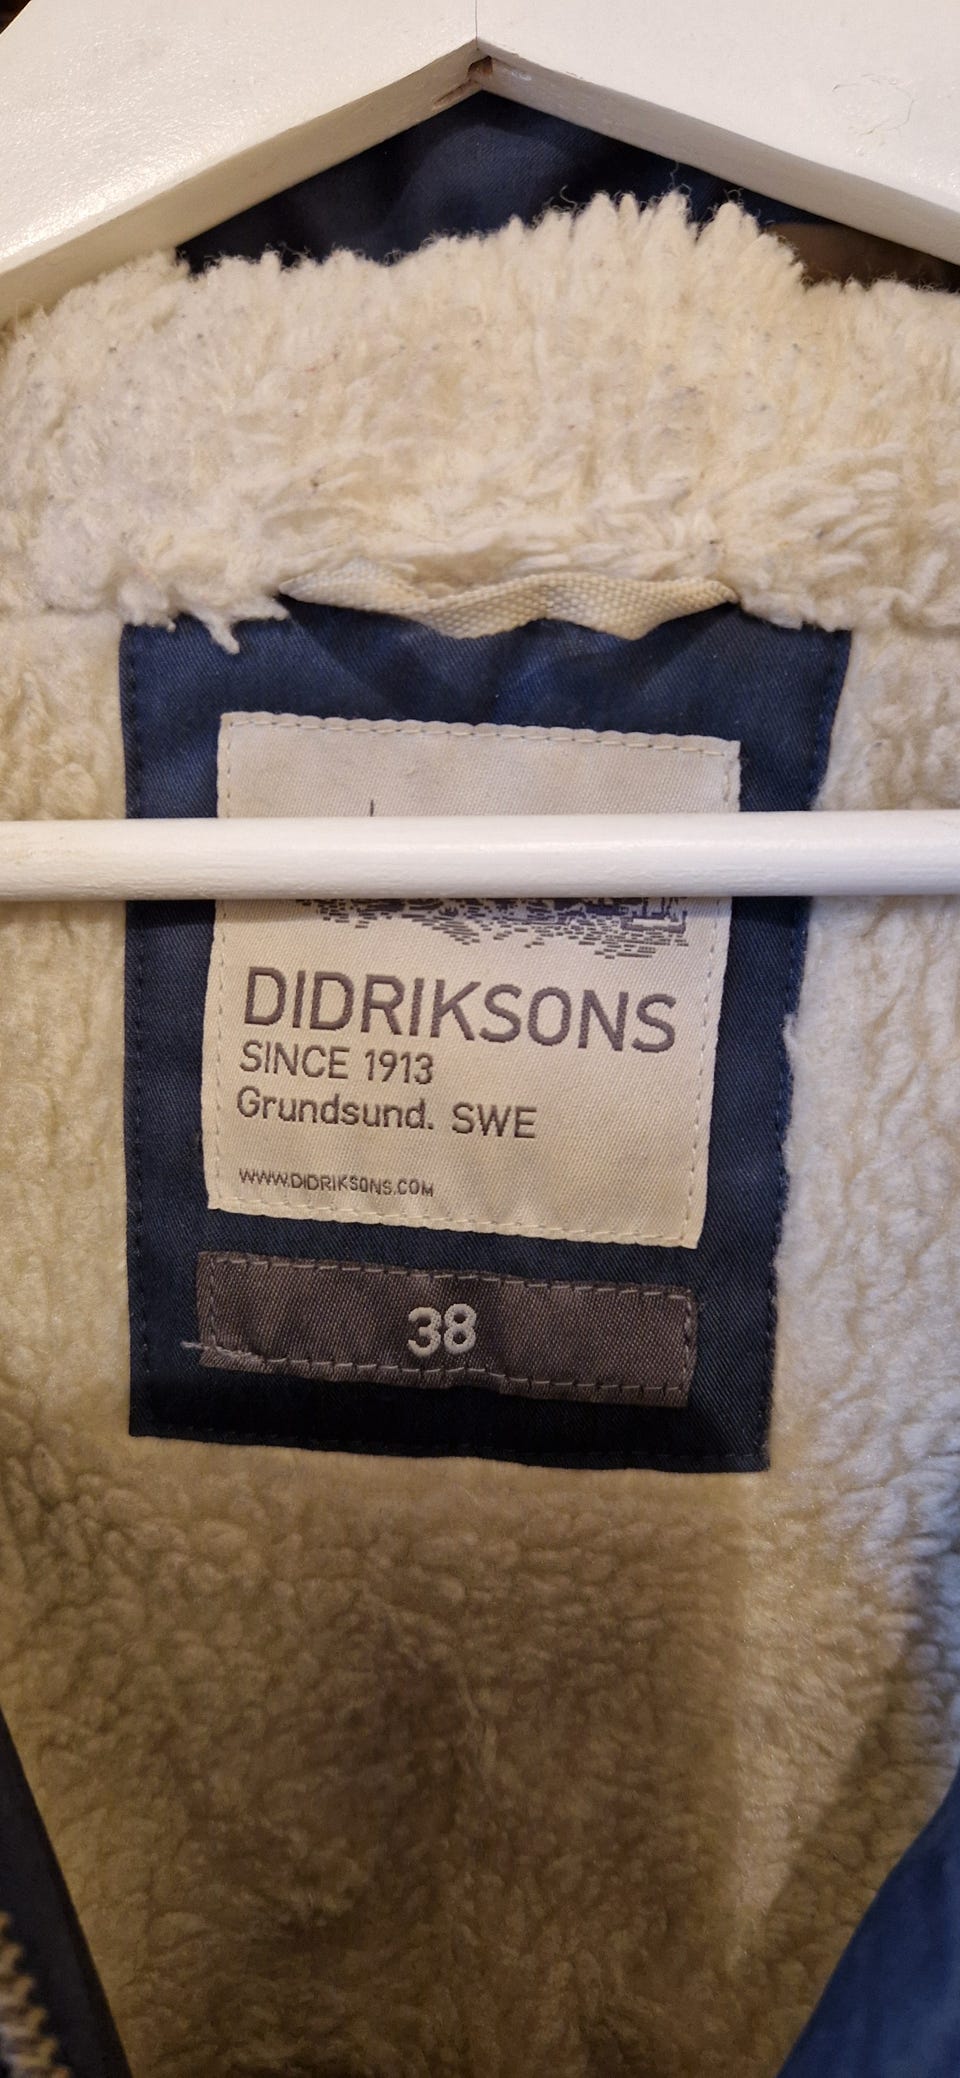 DIDRIKSONS
SINCE 1913
Grundsund. SWE
WWW.DIDRIKSONS.COM
38